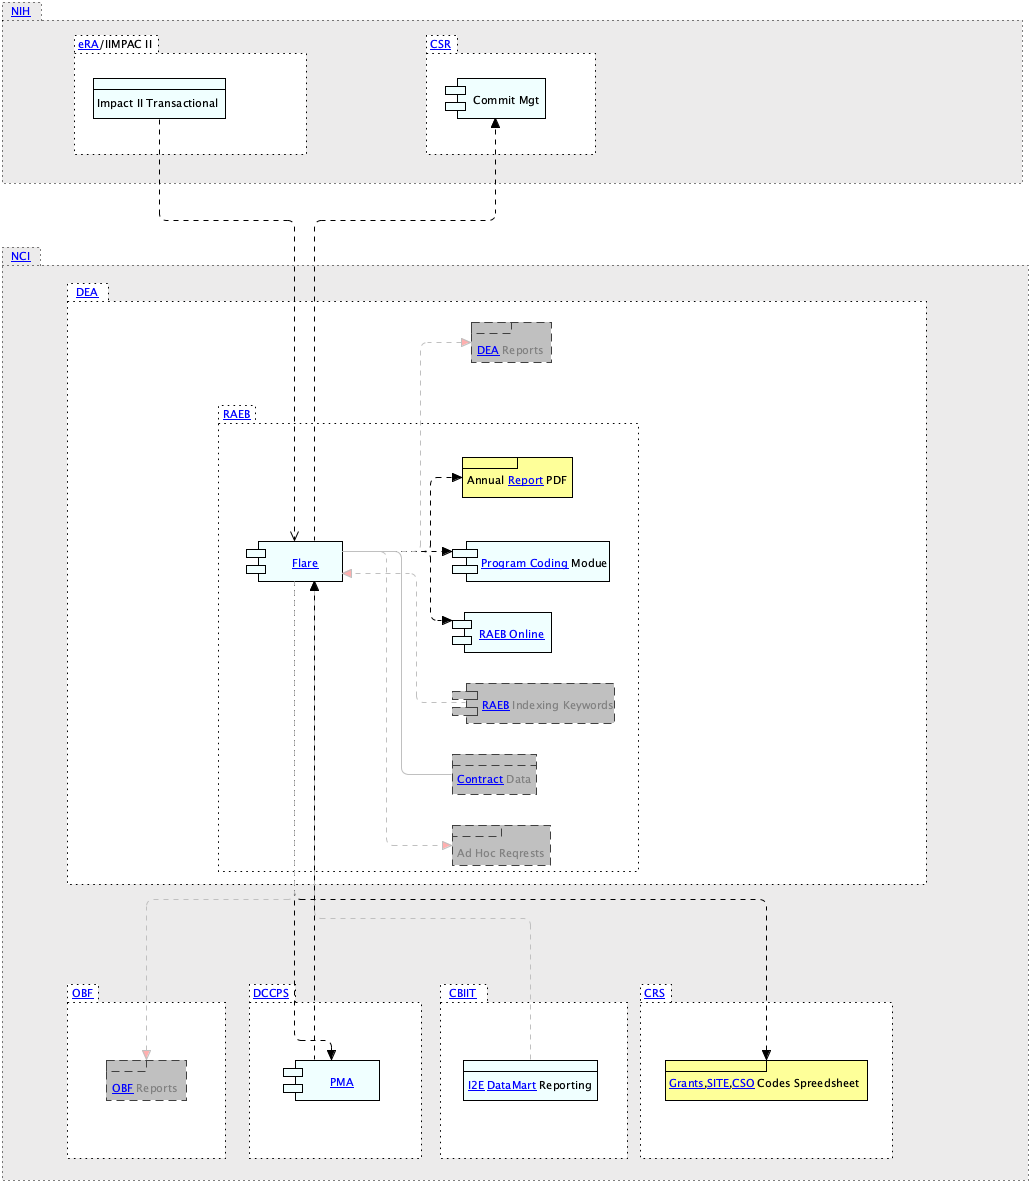 NIH
eRA/IIMPAC II
CSR
Impact II Transactional
Commit Mgt
NCI
DEA
DEA Reports
RAEB
Annual Report PDF
Flare
Program Coding Modue
RAEB Online
RAEB Indexing Keywords
Contract Data
Ad Hoc Reqrests
OBF
DCCPS
CBIIT
CRS
OBF Reports
PMA
I2E DataMart Reporting
Grants,SITE,CSO Codes Spreedsheet